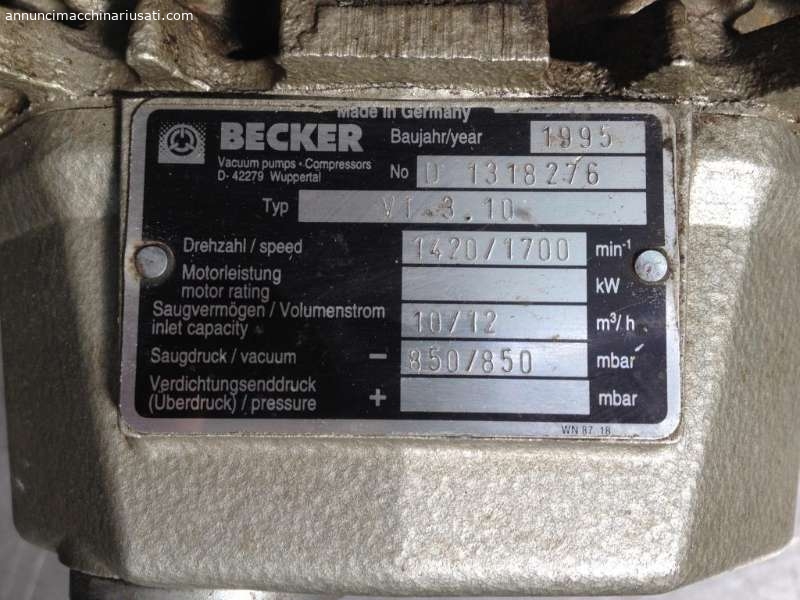 annuncimacchinariusati.com
Made in Germany
BECKER
Baujahr/year 1995
Vacuum pumps • Compressors
D- 42279 Wuppertal
No D 1318276
Typ VT 3.10
Drehzahl / speed 1420/1700 min-1
Motorleistung
motor rating kW
Saugvermögen / Volumenstrom
inlet capacity 10/12 m³/h
Saugdruck / vacuum – 850/850 mbar
Verdichtungsenddruck
(Überdruck) / pressure + mbar
WN 87 18